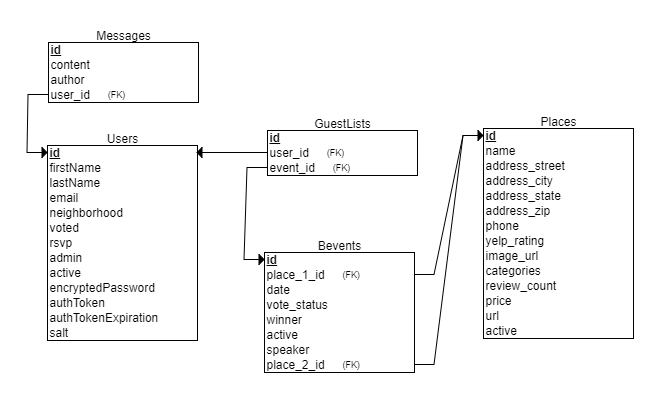 Messages
id
content
author
user_id (FK)
Users
id
firstName
lastName
email
neighborhood
voted
rsvp
admin
active
encryptedPassword
authToken
authTokenExpiration
salt
GuestLists
id
user_id (FK)
event_id (FK)
Bevents
id
place_1_id (FK)
date
vote_status
winner
active
speaker
place_2_id (FK)
Places
id
name
address_street
address_city
address_state
address_zip
phone
yelp_rating
image_url
categories
review_count
price
url
active